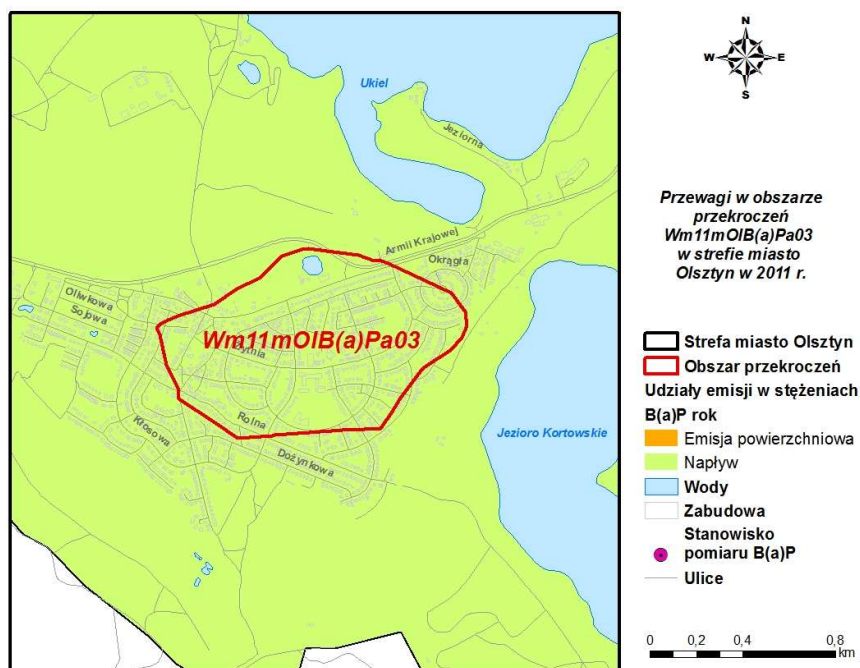 N
W
E
S
Ukiel
Jeziorna
Armii Krajowej
Okrągła
Oliwkowa
Sojowa
Wm11mOlB(a)Pa03
Rolna
Kłosowa
Dożynkowa
Jezioro Kortowskie
Przewagi w obszarze
przekroczeń
Wm11mOlB(a)Pa03
w strefie miasto
Olsztyn w 2011 r.
Strefa miasto Olsztyn
Obszar przekroczeń
Udziały emisji w stężeniach
B(a)P rok
Emisja powierzchniowa
Napływ
Wody
Zabudowa
Stanowisko
pomiaru B(a)P
Ulice
0 0,2 0,4 0,8
km